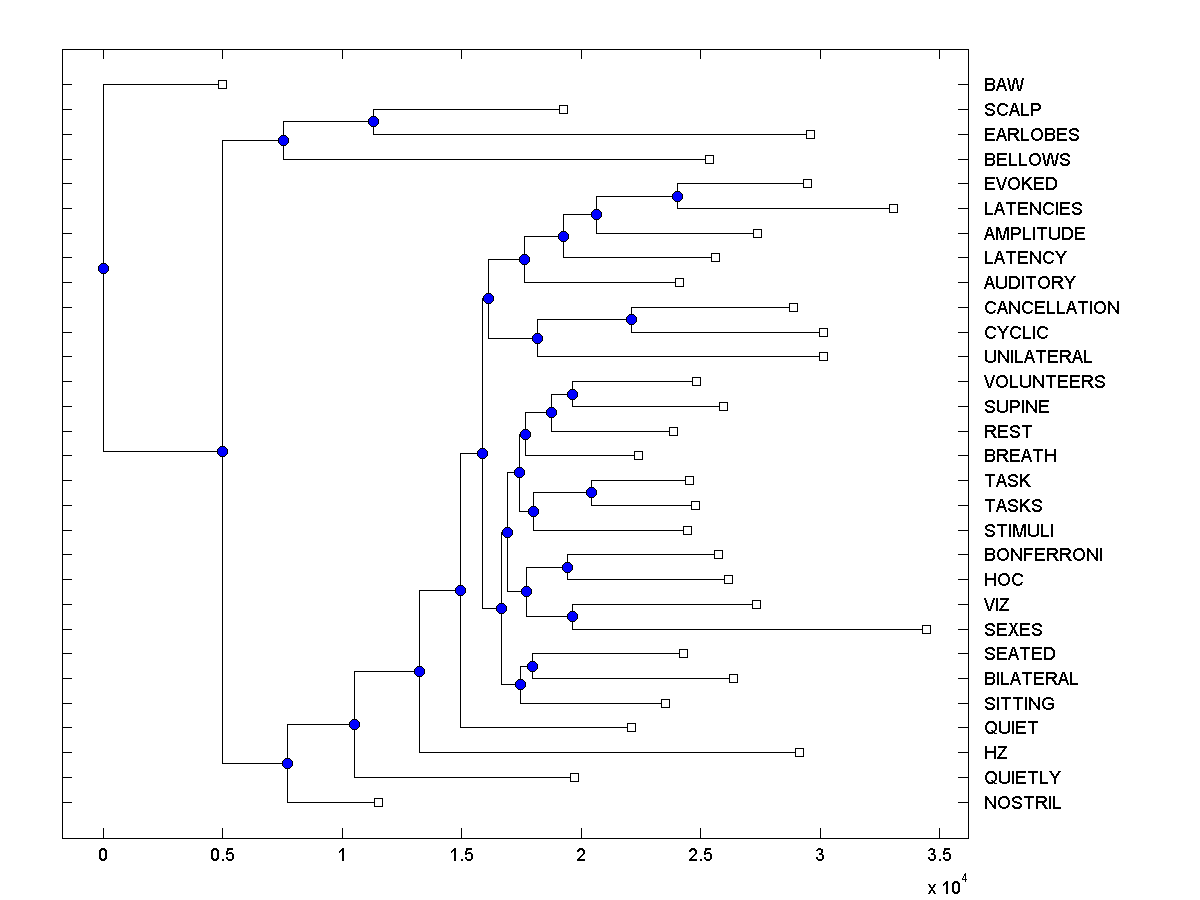 BAW
SCALP
EARLOBES
BELLOWS
EVOKED
LATENCIES
AMPLITUDE
LATENCY
AUDITORY
CANCELLATION
CYCLIC
UNILATERAL
VOLUNTEERS
SUPINE
REST
BREATH
TASK
TASKS
STIMULI
BONFERRONI
HOC
VIZ
SEXES
SEATED
BILATERAL
SITTING
QUIET
HZ
QUIETLY
NOSTRIL
0 0.5 1 1.5 2 2.5 3 3.5
x 10^4